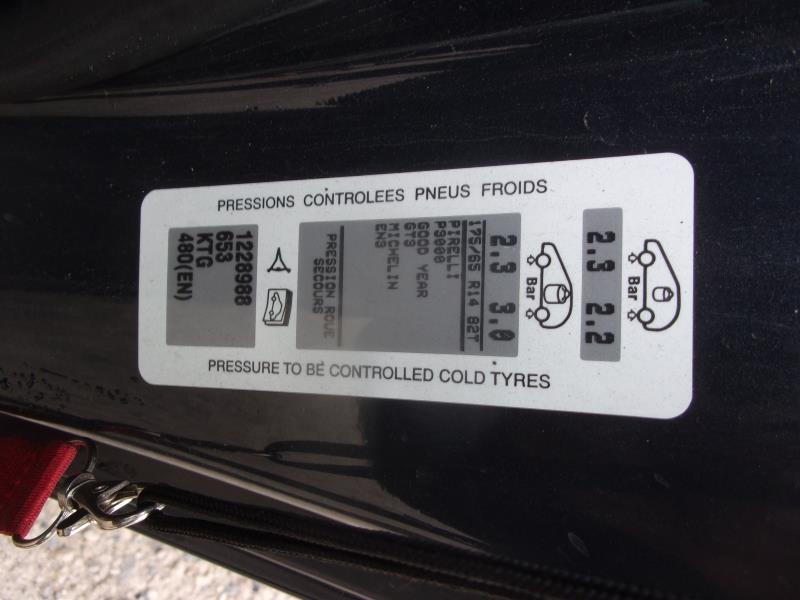 PRESSIONS CONTROLEES PNEUS FROIDS
2.3 2.2
Bar
2.3 3.0
Bar
175/65 R14 82T
PIRELLI
P3000
GOOD YEAR
GT3
MICHELIN
EN3
PRESSION ROUE
SECOURS
1228988
653
KTG
480(EN)
PRESSURE TO BE CONTROLLED COLD TYRES